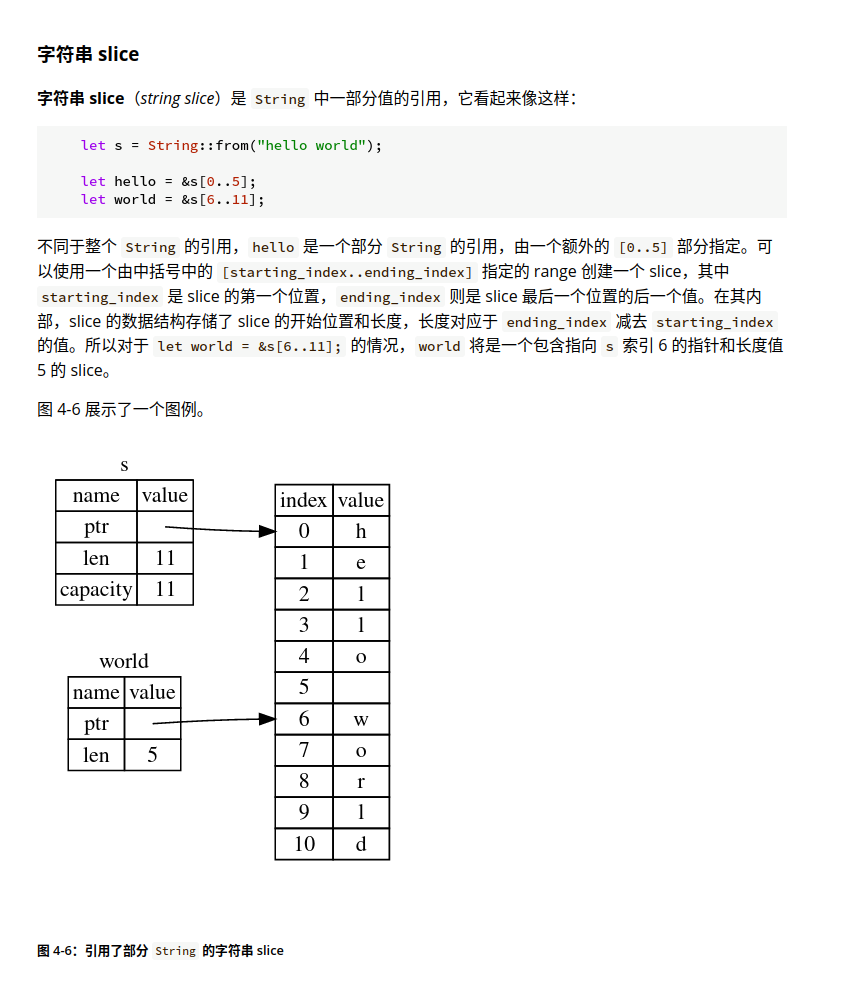 字符串 slice
字符串 slice（string slice）是 String 中一部分值的引用，它看起来像这样：
let s = String::from("hello world");
let hello = &s[0..5];
let world = &s[6..11];
不同于整个 String 的引用，hello 是一个部分 String 的引用，由一个额外的 [0..5] 部分指定。可
以使用一个由中括号中的 [starting_index..ending_index] 指定的 range 创建一个 slice，其中
starting_index 是 slice 的第一个位置，ending_index 则是 slice 最后一个位置的后一个值。在其内
部，slice 的数据结构存储了 slice 的开始位置和长度，长度对应于 ending_index 减去 starting_index
的值。所以对于 let world = &s[6..11]; 的情况，world 将是一个包含指向 s 索引 6 的指针和长度值
5 的 slice。
图 4-6 展示了一个图例。
s
name value
ptr
len 11
capacity 11
world
name value
ptr
len 5
index value
0 h
1 e
2 l
3 l
4 o
5
6 w
7 o
8 r
9 l
10 d
图 4-6：引用了部分 String 的字符串 slice